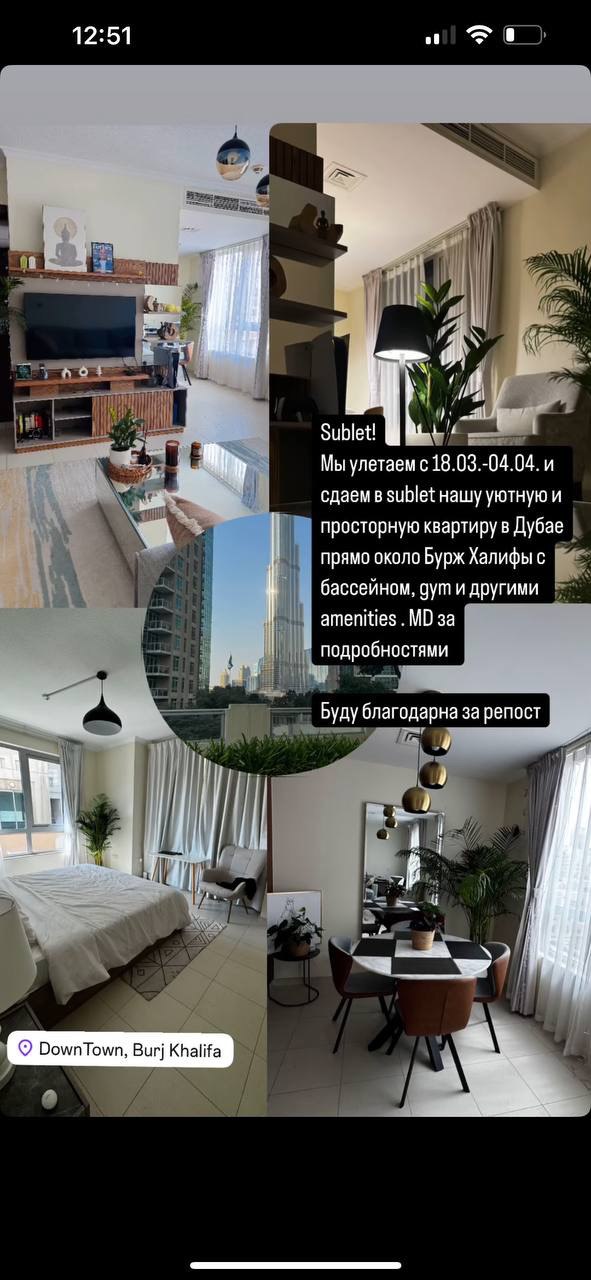 12:51
Sublet!
Мы улетаем с 18.03.-04.04. и
сдаем в sublet нашу уютную и
просторную квартиру в Дубае
прямо около Бурж Халифы с
бассейном, gym и другими
amenities . MD за
подробностями
Буду благодарна за репост
DownTown, Burj Khalifa